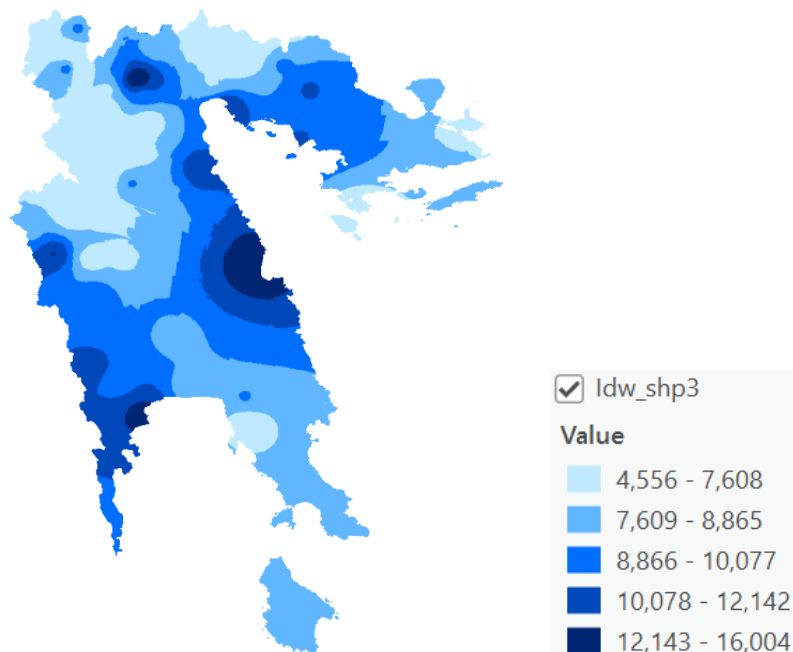 Idw_shp3
Value
4,556 - 7,608
7,609 - 8,865
8,866 - 10,077
10,078 - 12,142
12,143 - 16,004